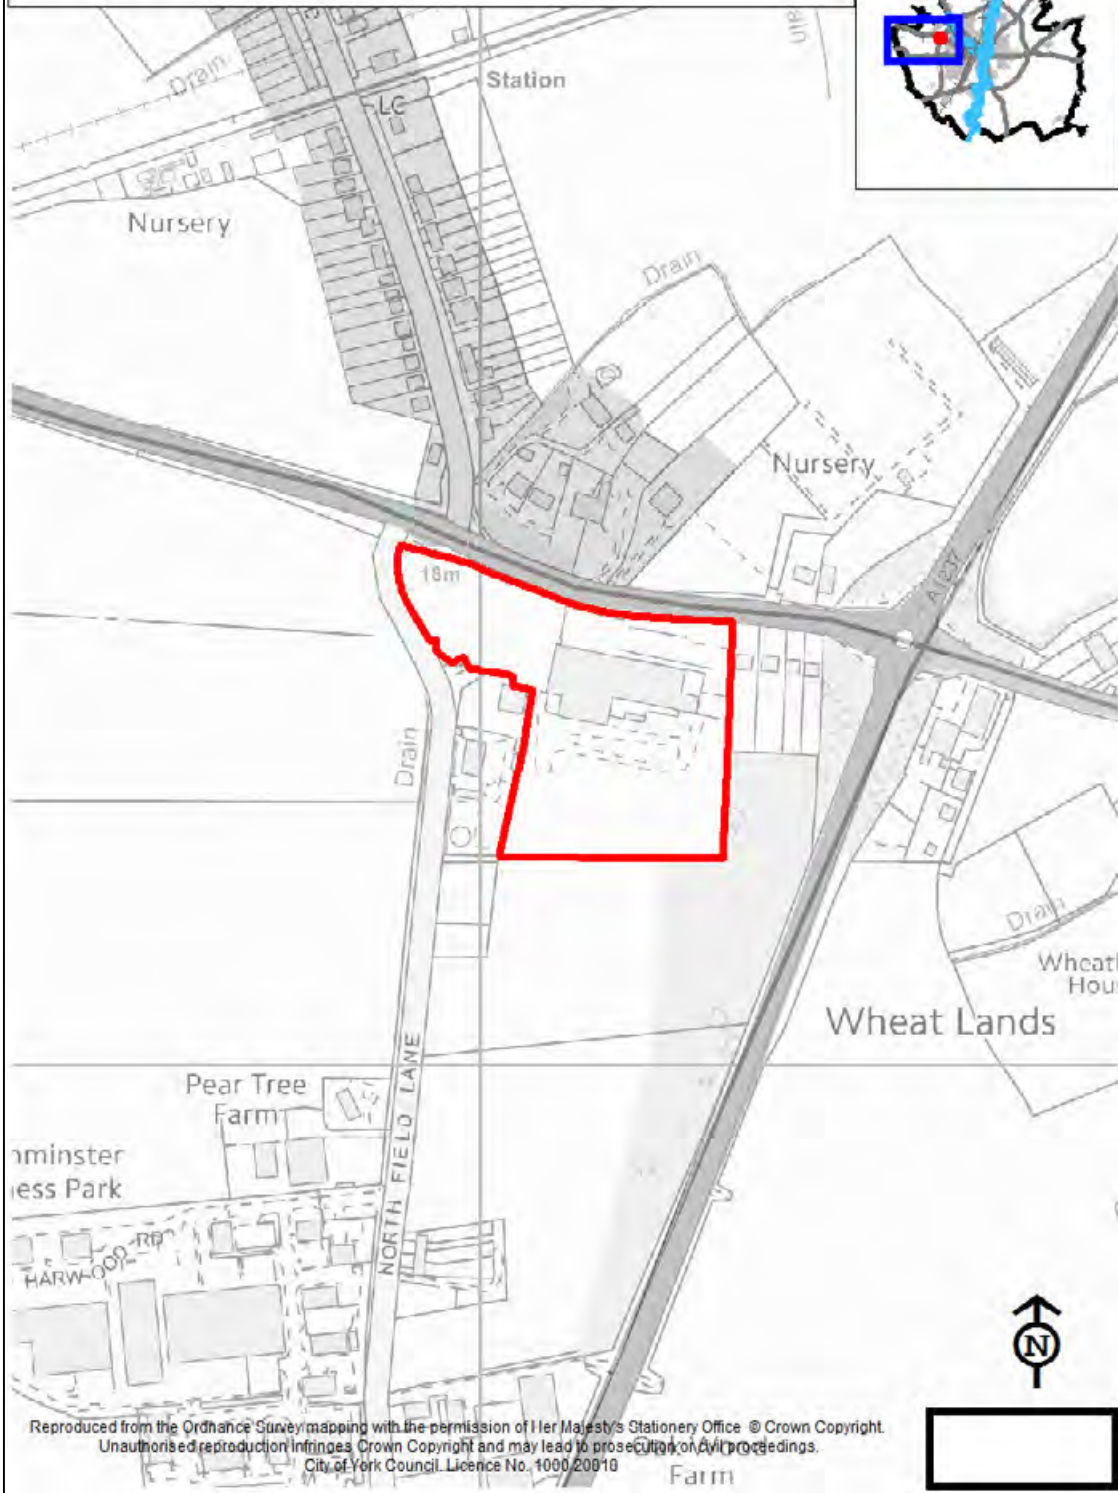 Drain
Station
LC
Nursery
Drain
Nursery
A1237
18m
Drain
Drain
Wheat Lands
NORTH FIELD LANE
Pear Tree
Farm
ess Park
HARWOOD RD
N
Reproduced from the Ordnance Survey mapping with the permission of Her Majesty's Stationery Office © Crown Copyright.
Unauthorised reproduction infringes Crown Copyright and may lead to prosecution or civil proceedings.
City of York Council. Licence No. 1000 20818
Farm